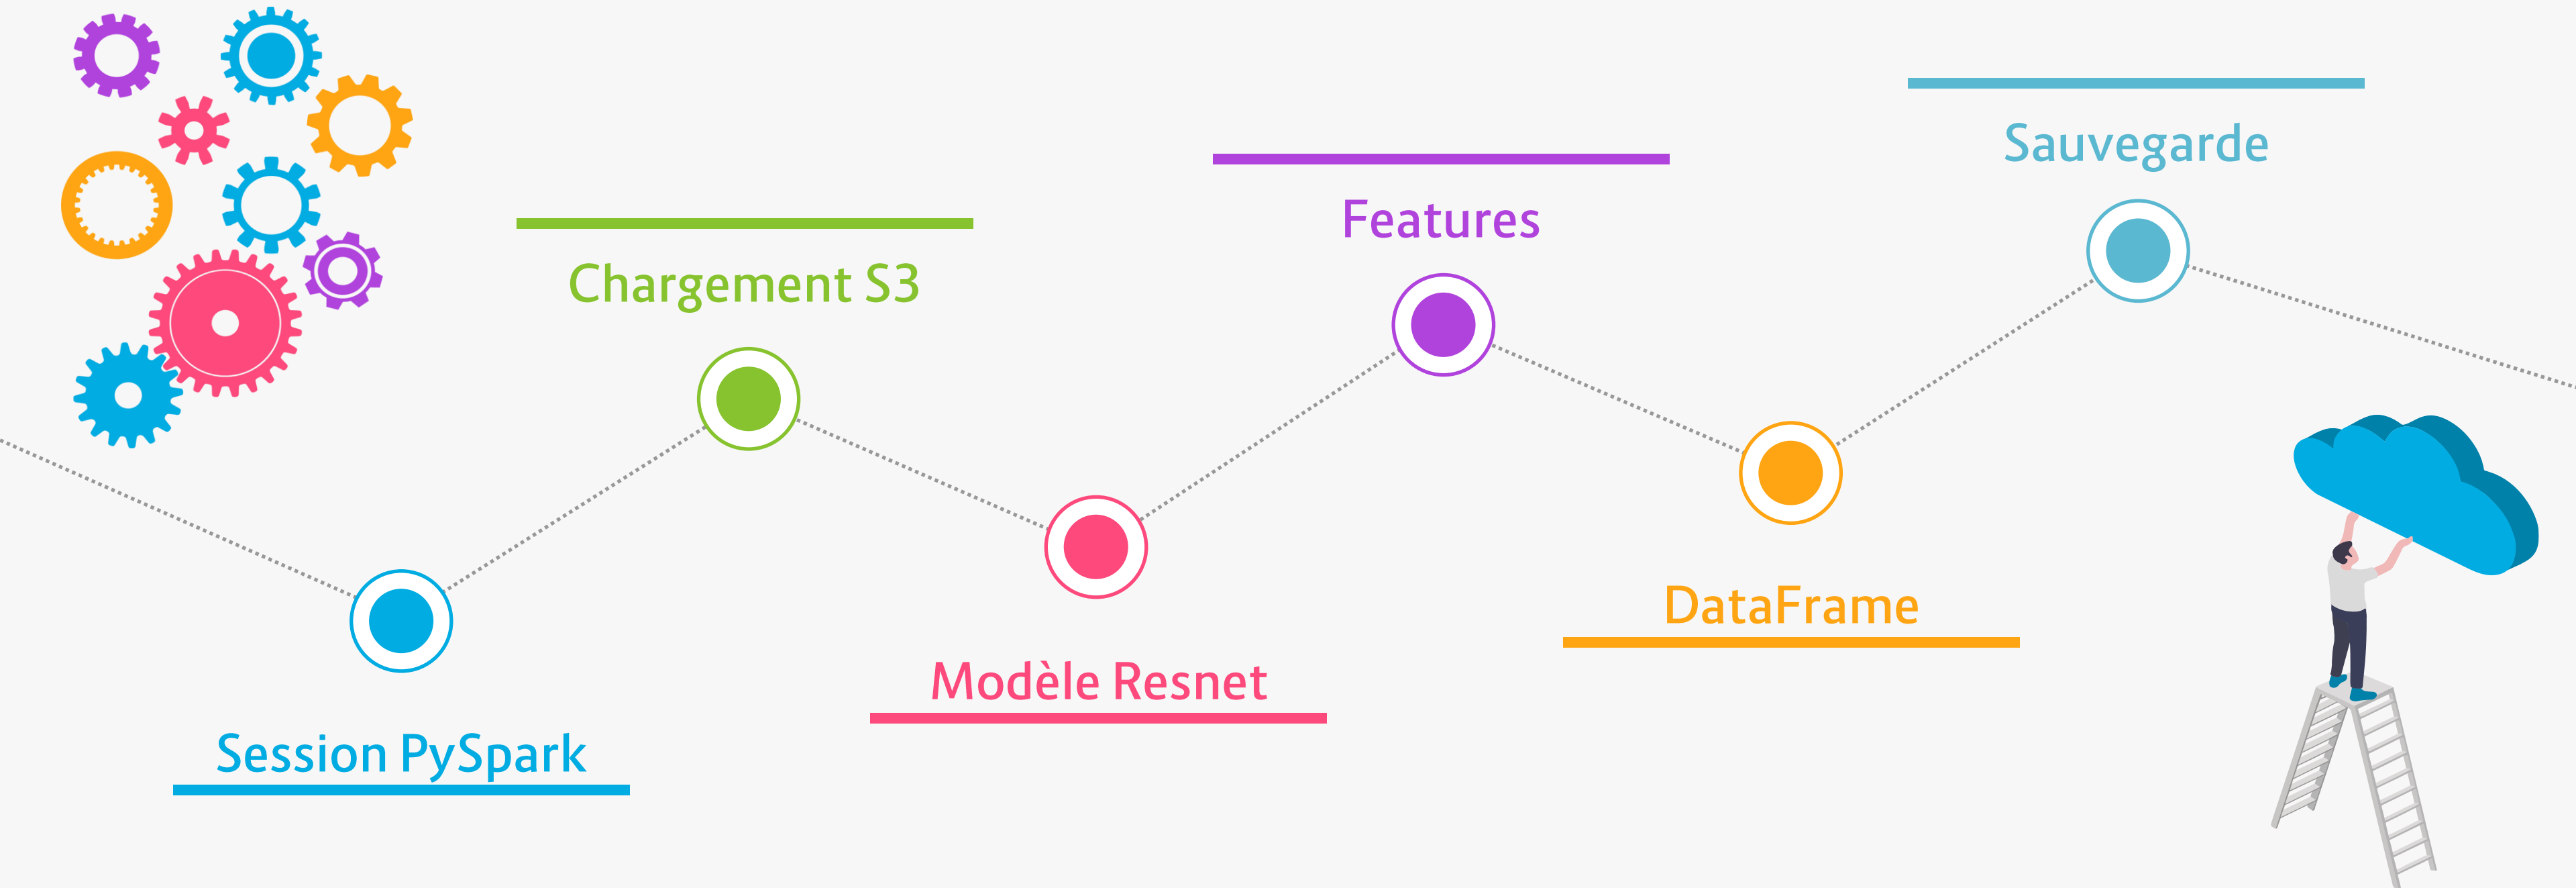 Session PySpark
Chargement S3
Modèle Resnet
Features
DataFrame
Sauvegarde